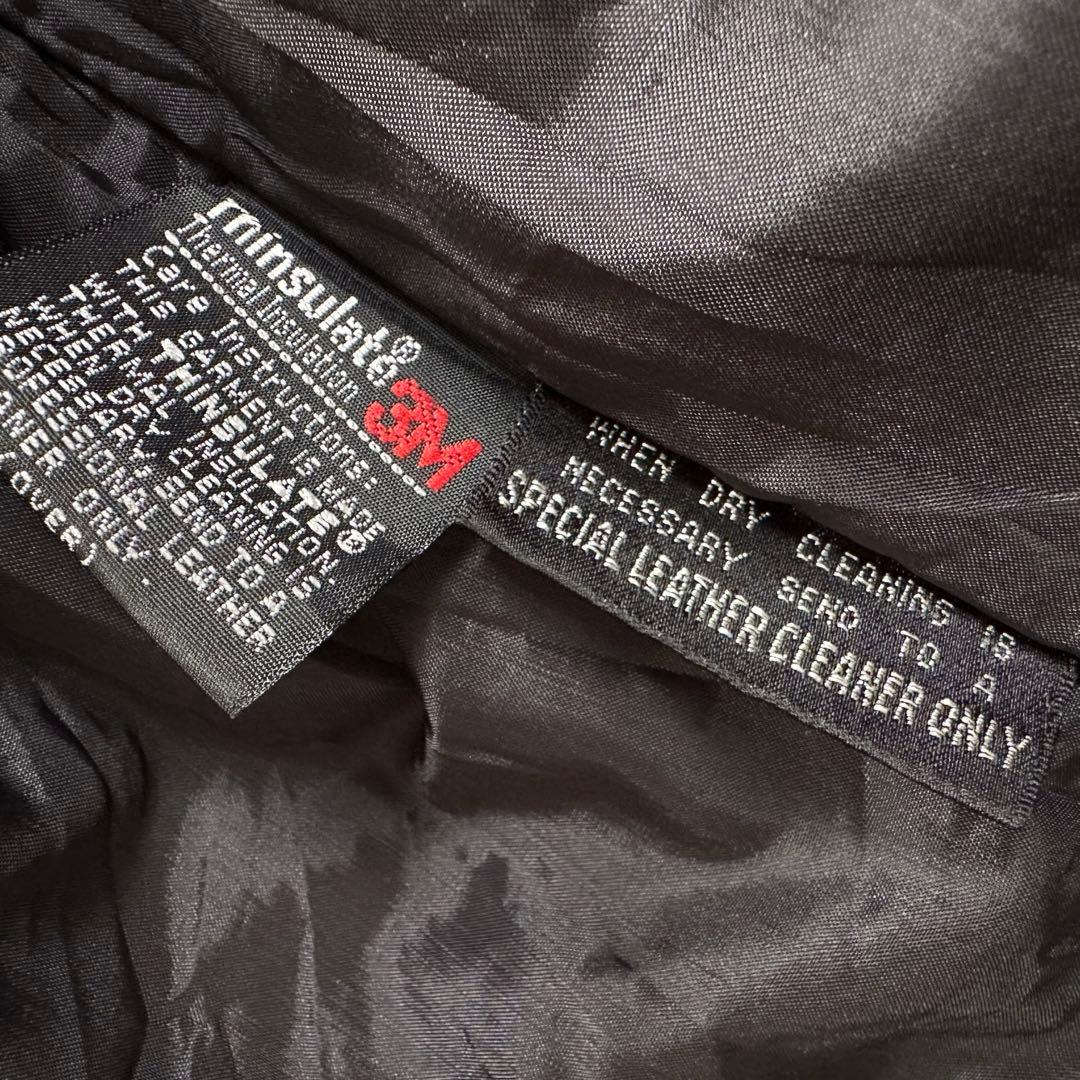 Thinsulate
Thermal Insulation 3M
Care Instructions:
THIS GARMENT IS MADE
WITH THINSULATE®
THERMAL INSULATION.
WHEN DRY CLEANING IS
NECESSARY SEND TO A
PROFESSIONAL LEATHER
CLEANER ONLY.
(OVER)
WHEN DRY CLEANING IS
NECESSARY SEND TO A
SPECIAL LEATHER CLEANER ONLY